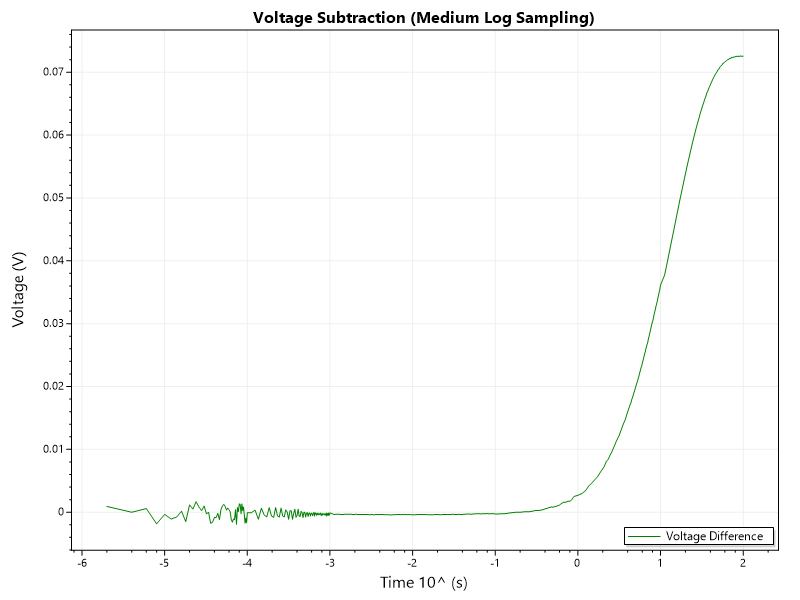 Voltage Subtraction (Medium Log Sampling)
0.07
0.06
0.05
0.04
0.03
0.02
0.01
0
Voltage (V)
-6 -5 -4 -3 -2 -1 0 1 2
Time 10^ (s)
Voltage Difference